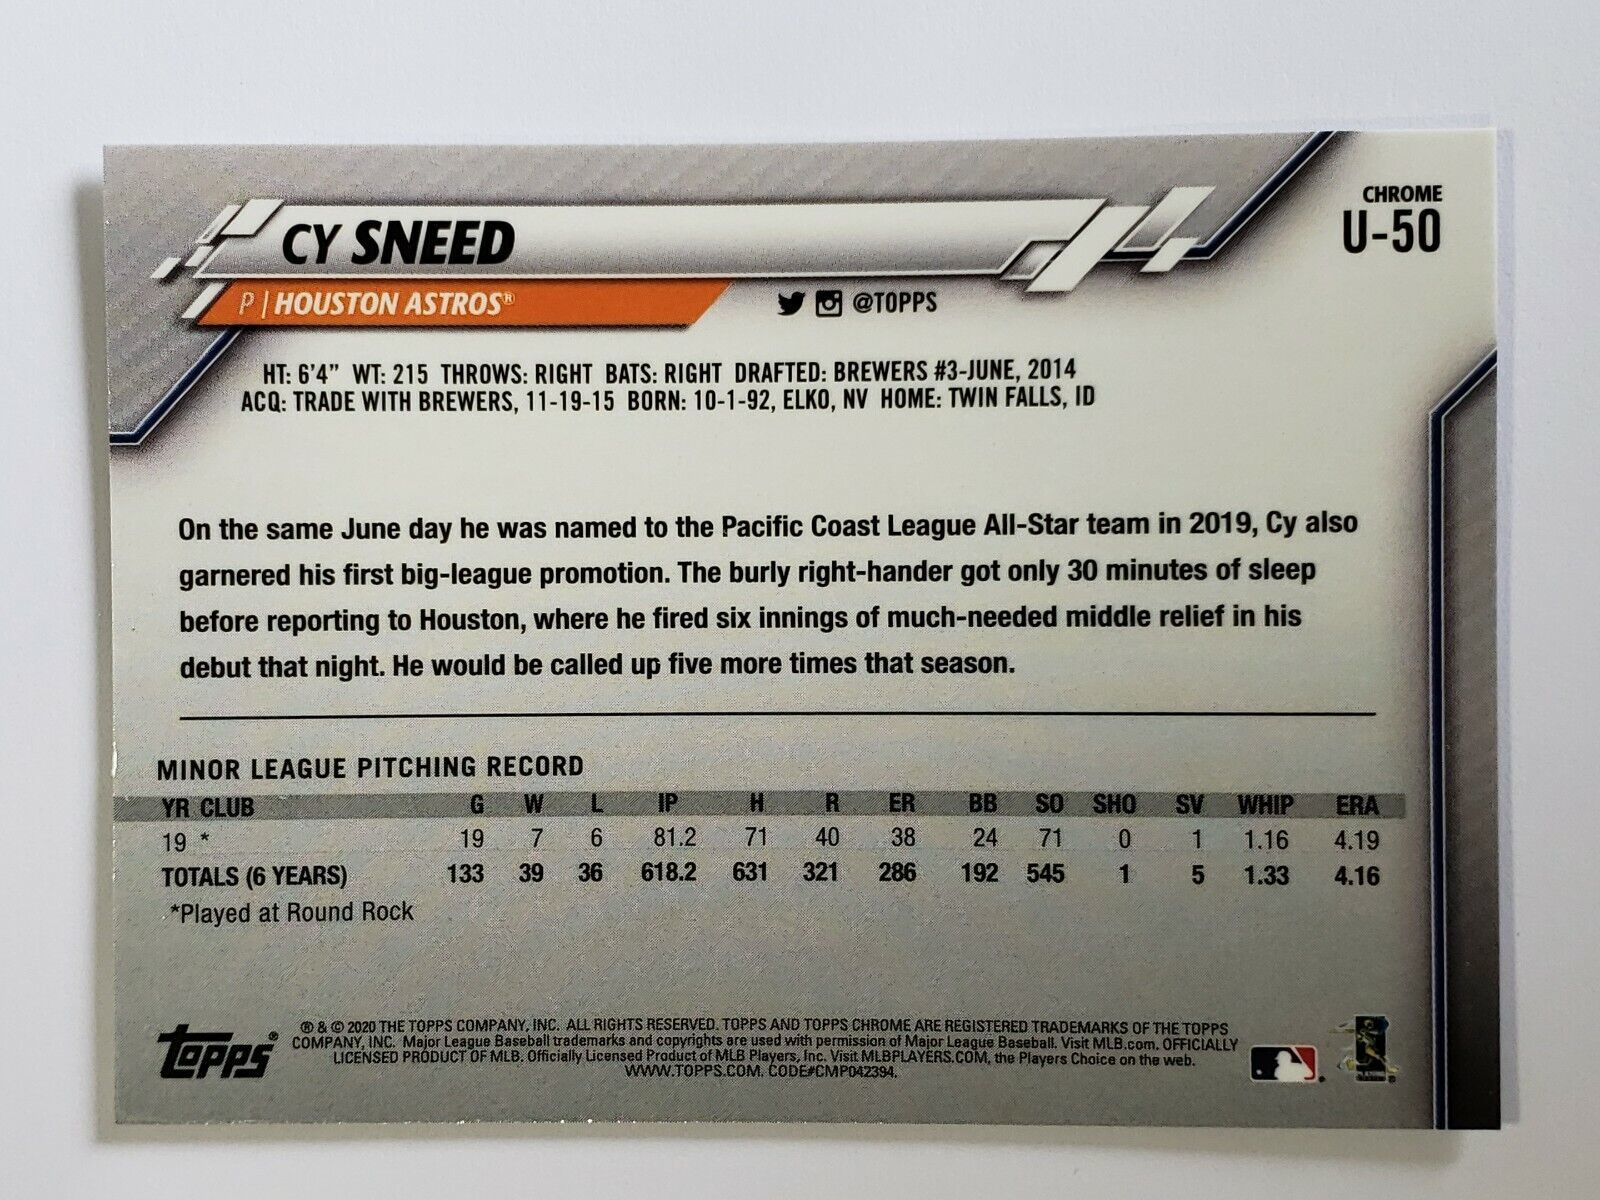 CHROME
U-50
CY SNEED
P | HOUSTON ASTROS®
@TOPPS
HT: 6'4" WT: 215 THROWS: RIGHT BATS: RIGHT DRAFTED: BREWERS #3-JUNE, 2014
ACQ: TRADE WITH BREWERS, 11-19-15 BORN: 10-1-92, ELKO, NV HOME: TWIN FALLS, ID
On the same June day he was named to the Pacific Coast League All-Star team in 2019, Cy also
garnered his first big-league promotion. The burly right-hander got only 30 minutes of sleep
before reporting to Houston, where he fired six innings of much-needed middle relief in his
debut that night. He would be called up five more times that season.
MINOR LEAGUE PITCHING RECORD
YR CLUB G W L IP H R ER BB SO SHO SV WHIP ERA
19 * 19 7 6 81.2 71 40 38 24 71 0 1 1.16 4.19
TOTALS (6 YEARS) 133 39 36 618.2 631 321 286 192 545 1 5 1.33 4.16
*Played at Round Rock
topps®
® & © 2020 THE TOPPS COMPANY, INC. ALL RIGHTS RESERVED. TOPPS AND TOPPS CHROME ARE REGISTERED TRADEMARKS OF THE TOPPS
COMPANY, INC. Major League Baseball trademarks and copyrights are used with permission of Major League Baseball. Visit MLB.com. OFFICIALLY
LICENSED PRODUCT OF MLB. Officially Licensed Product of MLB Players, Inc. Visit MLBPLAYERS.COM, the Players Choice on the web.
WWW.TOPPS.COM. CODE#CMP042394.